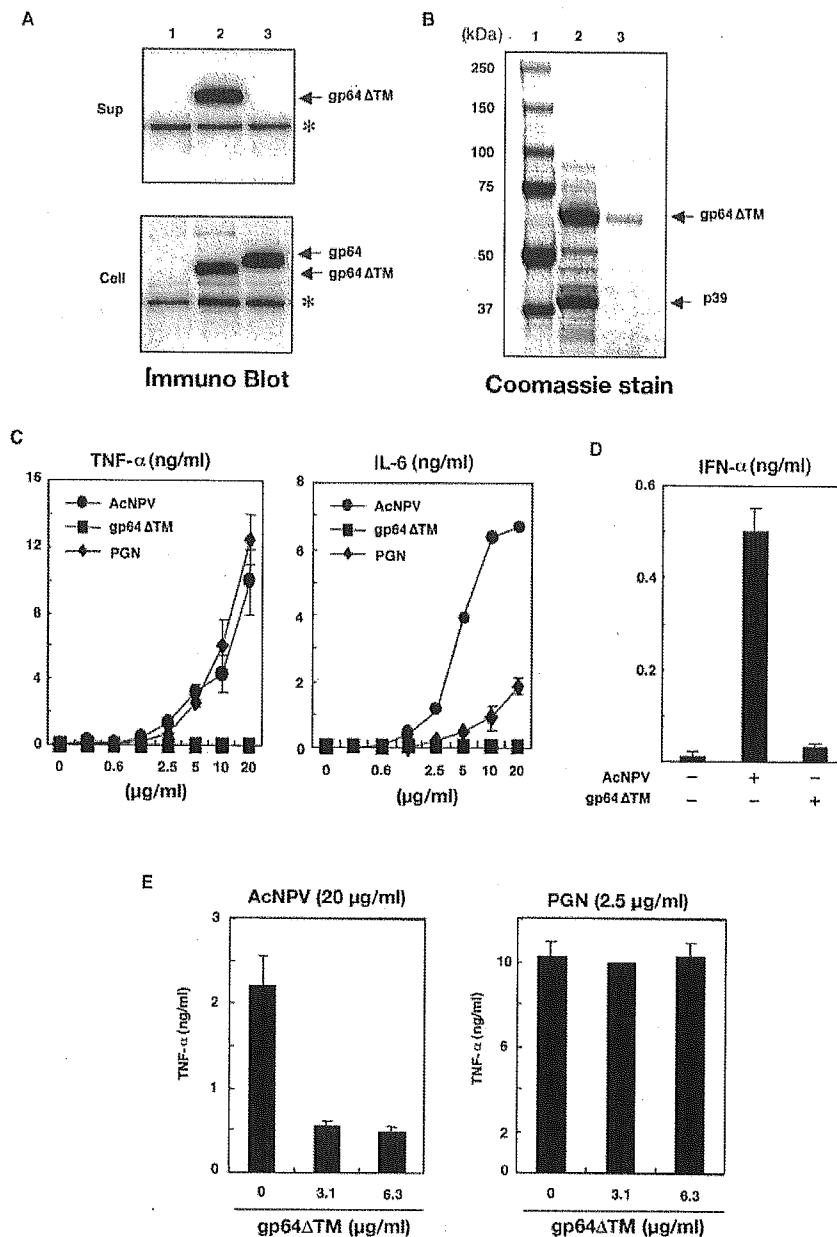 A
1 2 3
Sup
gp64ΔTM
*
Cell
gp64
gp64ΔTM
*
Immuno Blot
B
(kDa) 1 2 3
250
150
100
75
50
37
gp64ΔTM
p39
Coomassie stain
C
TNF-α (ng/ml)
16
12
8
4
0
AcNPV
gp64ΔTM
PGN
0 0.6 2.5 5 10 20
(µg/ml)
IL-6 (ng/ml)
8
6
4
2
0
AcNPV
gp64ΔTM
PGN
0 0.6 2.5 5 10 20
(µg/ml)
D
IFN-α (ng/ml)
0.6
0.4
0.2
AcNPV − + −
gp64ΔTM − − +
E
AcNPV (20 µg/ml)
TNF-α (ng/ml)
3
2
1
0
0 3.1 6.3
gp64ΔTM (µg/ml)
PGN (2.5 µg/ml)
TNF-α (ng/ml)
10
10
8
2
0
0 3.1 6.3
gp64ΔTM (µg/ml)